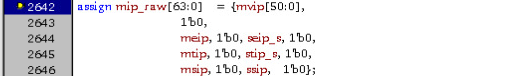 2642 assign mip_raw[63:0] = {mvip[50:0],
2643 1'b0,
2644 meip, 1'b0, seip_s, 1'b0,
2645 mtip, 1'b0, stip_s, 1'b0,
2646 msip, 1'b0, ssip, 1'b0};